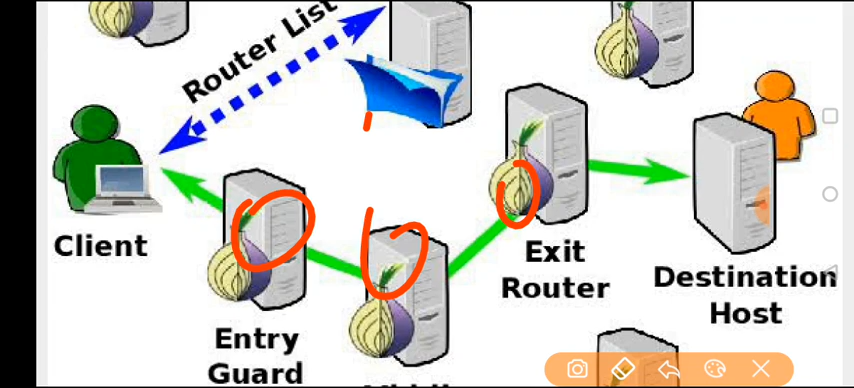 Router List
Client
Exit
Router
Destination
Host
Entry
Guard